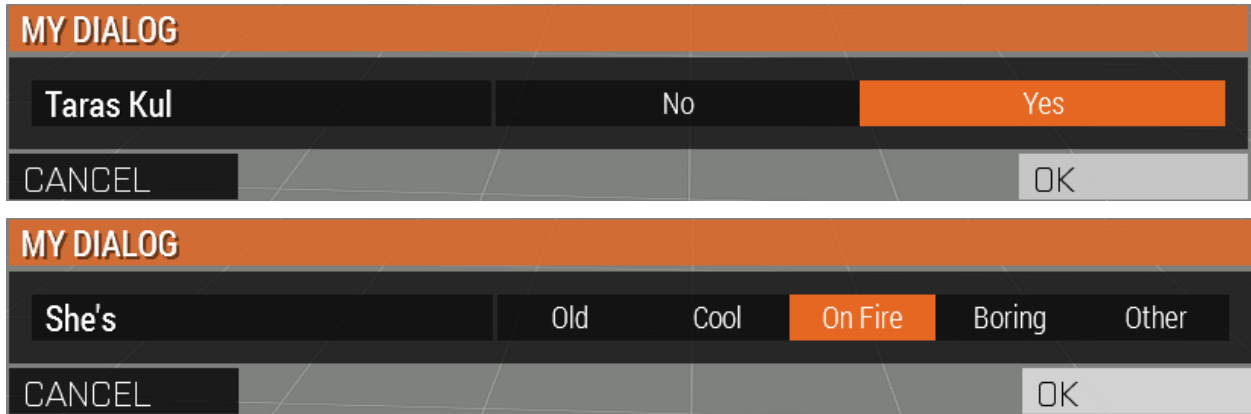 MY DIALOG
Taras Kul No Yes
CANCEL OK
MY DIALOG
She's Old Cool On Fire Boring Other
CANCEL OK